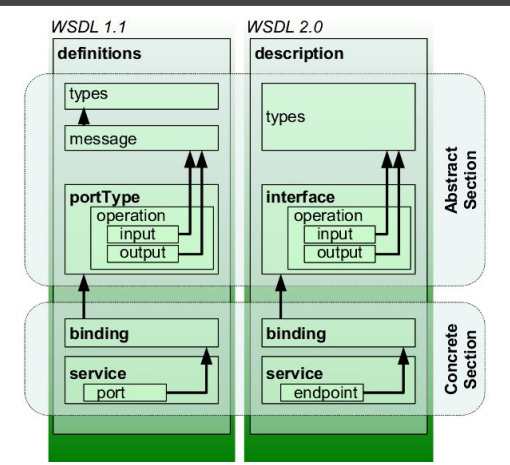 WSDL 1.1
WSDL 2.0
definitions
description
types
message
portType
operation
input
output
binding
service
port
types
interface
operation
input
output
binding
service
endpoint
Abstract
Section
Concrete
Section